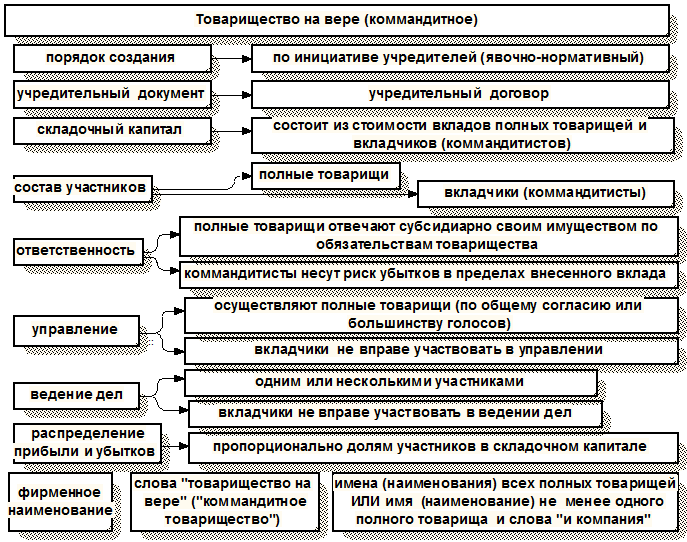 Товарищество на вере (коммандитное)
порядок создания
по инициативе учредителей (явочно-нормативный)
учредительный документ
учредительный договор
складочный капитал
состоит из стоимости вкладов полных товарищей и
вкладчиков (коммандитистов)
состав участников
полные товарищи
вкладчики (коммандитисты)
ответственность
полные товарищи отвечают субсидиарно своим имуществом по
обязательствам товарищества
коммандитисты несут риск убытков в пределах внесенного вклада
управление
осуществляют полные товарищи (по общему согласию или
большинству голосов)
вкладчики не вправе участвовать в управлении
ведение дел
одним или несколькими участниками
вкладчики не вправе участвовать в ведении дел
распределение
прибыли и убытков
пропорционально долям участников в складочном капитале
фирменное
наименование
слова "товарищество на
вере" ("коммандитное
товарищество")
имена (наименования) всех полных товарищей
ИЛИ имя (наименование) не менее одного
полного товарища и слова "и компания"